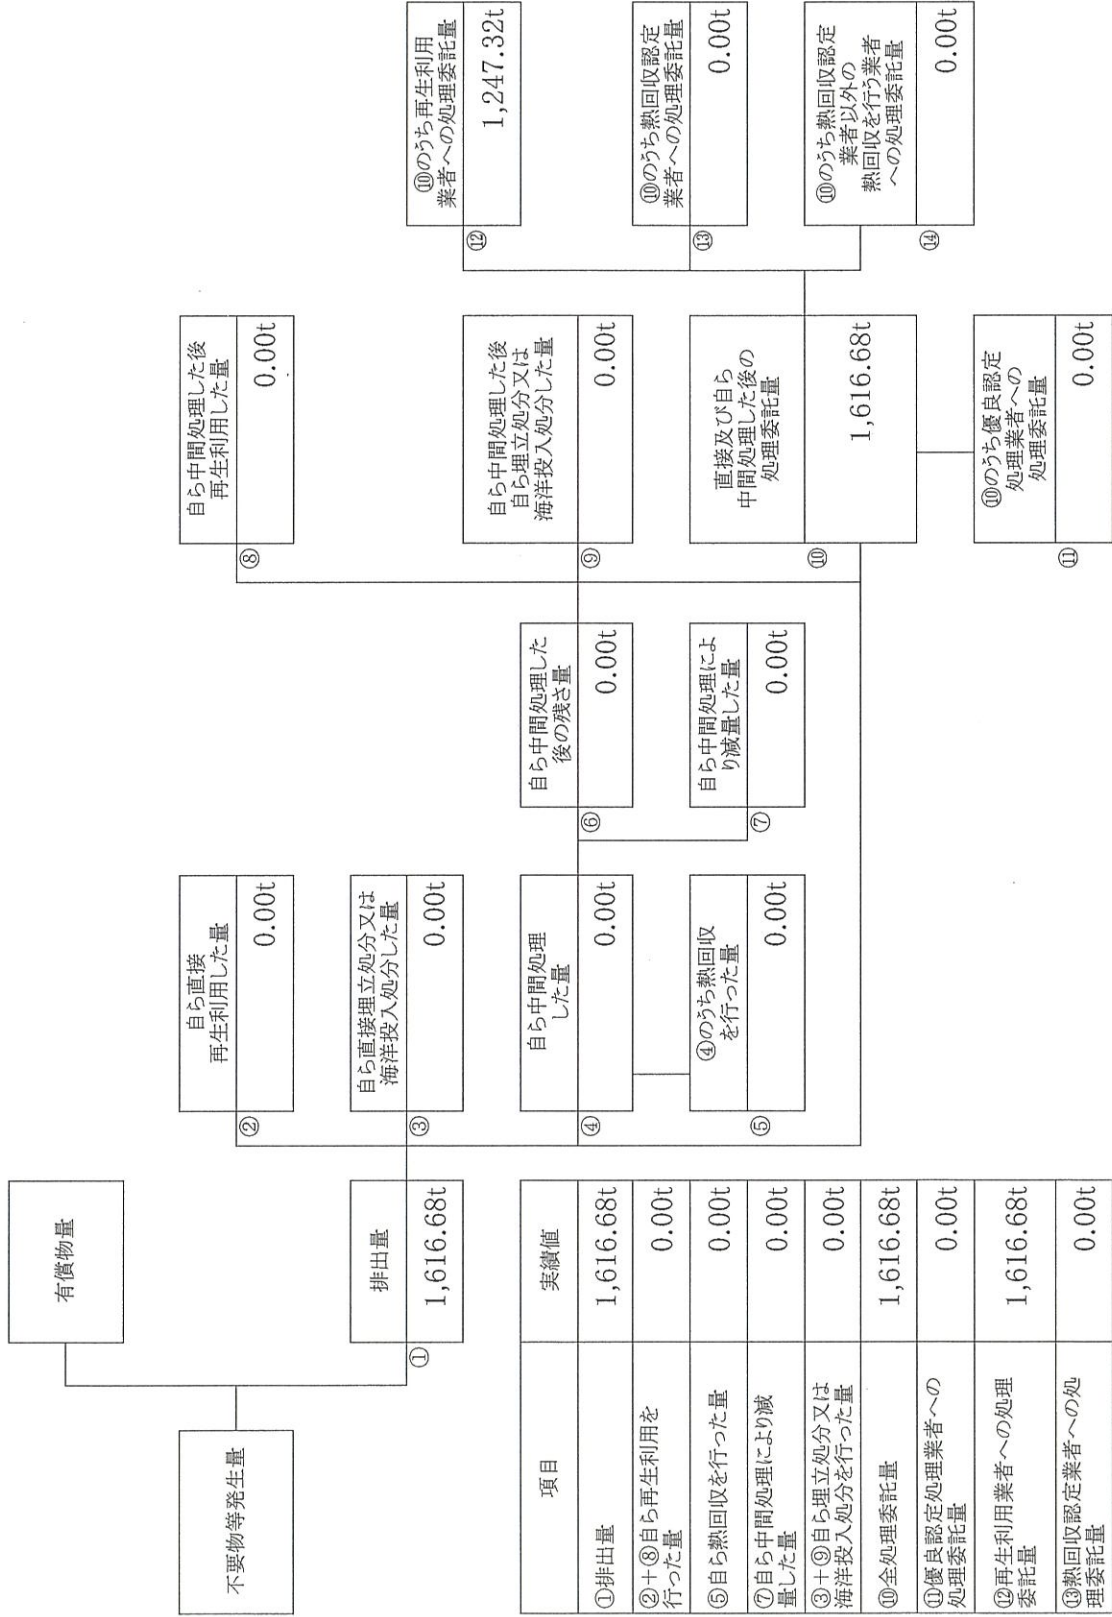 有償物量
不要物等発生量
排出量
①
1,616.68t
自ら直接
再生利用した量
②
0.00t
自ら直接埋立処分又は
海洋投入処分した量
③
0.00t
自ら中間処理
した量
④
0.00t
④のうち熱回収
を行った量
⑤
0.00t
自ら中間処理した
後の残さ量
⑥
0.00t
自ら中間処理によ
り減量した量
⑦
0.00t
自ら中間処理した後
再生利用した量
⑧
0.00t
自ら中間処理した後
自ら埋立処分又は
海洋投入処分した量
⑨
0.00t
直接及び自ら
中間処理した後の
処理委託量
⑩
1,616.68t
⑩のうち優良認定
処理業者への
処理委託量
⑪
0.00t
⑩のうち再生利用
業者への処理委託量
⑫
1,247.32t
⑩のうち熱回収認定
業者への処理委託量
⑬
0.00t
⑩のうち熱回収認定
業者以外の
熱回収を行う業者
への処理委託量
⑭
0.00t
項目 実績値
①排出量 1,616.68t
②+⑧自ら再生利用を
行った量 0.00t
⑤自ら熱回収を行った量 0.00t
⑦自ら中間処理により減
量した量 0.00t
③+⑨自ら埋立処分又は
海洋投入処分を行った量 0.00t
⑩全処理委託量 1,616.68t
⑪優良認定処理業者への
処理委託量 0.00t
⑫再生利用業者への処理
委託量 1,616.68t
⑬熱回収認定業者への処
理委託量 0.00t